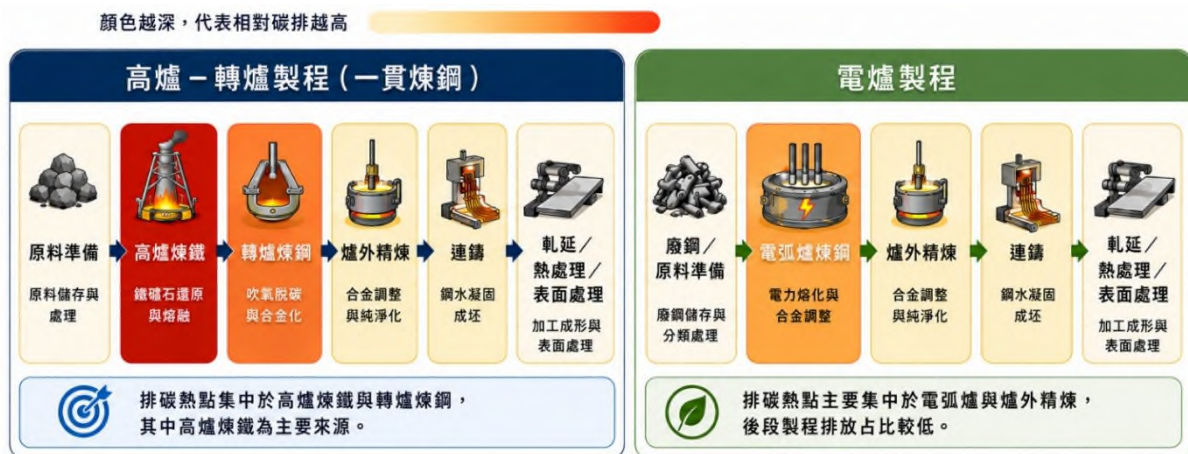 顏色越深，代表相對碳排越高
高爐－轉爐製程（一貫煉鋼）
原料準備
原料儲存與
處理
高爐煉鐵
鐵礦石還原
與熔融
轉爐煉鋼
吹氧脫碳
與合金化
爐外精煉
合金調整
與純淨化
連鑄
鋼水凝固
成坯
軋延／
熱處理／
表面處理
加工成形與
表面處理
排碳熱點集中於高爐煉鐵與轉爐煉鋼，
其中高爐煉鐵為主要來源。
電爐製程
廢鋼／
原料準備
廢鋼儲存與
分類處理
電弧爐煉鋼
電力熔化與
合金調整
爐外精煉
合金調整
與純淨化
連鑄
鋼水凝固
成坯
軋延／
熱處理／
表面處理
加工成形與
表面處理
排碳熱點主要集中於電弧爐與爐外精煉，
後段製程排放占比較低。